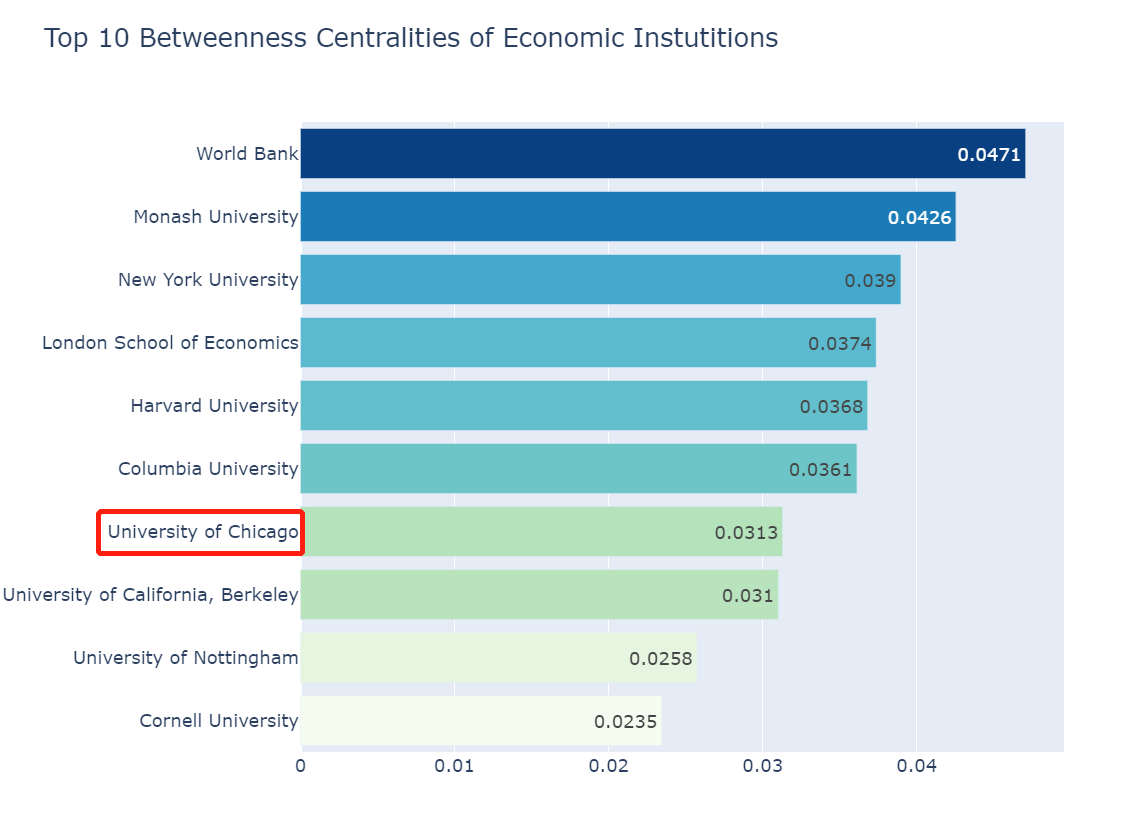 Top 10 Betweenness Centralities of Economic Instutitions
World Bank 0.0471
Monash University 0.0426
New York University 0.039
London School of Economics 0.0374
Harvard University 0.0368
Columbia University 0.0361
University of Chicago 0.0313
University of California, Berkeley 0.031
University of Nottingham 0.0258
Cornell University 0.0235
0 0.01 0.02 0.03 0.04